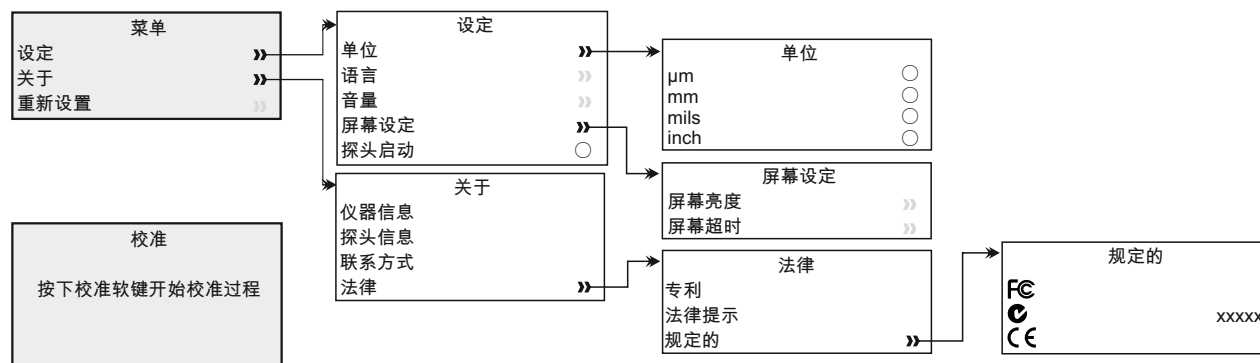 菜单
设定 »
关于 »
重新设置 »
设定
单位 »
语言 »
音量 »
屏幕设定 »
探头启动
单位
µm
mm
mils
inch
屏幕设定
屏幕亮度 »
屏幕超时 »
关于
仪器信息
探头信息
联系方式
法律 »
法律
专利
法律提示
规定的 »
规定的
FC
xxxxx
CE
校准
按下校准软键开始校准过程